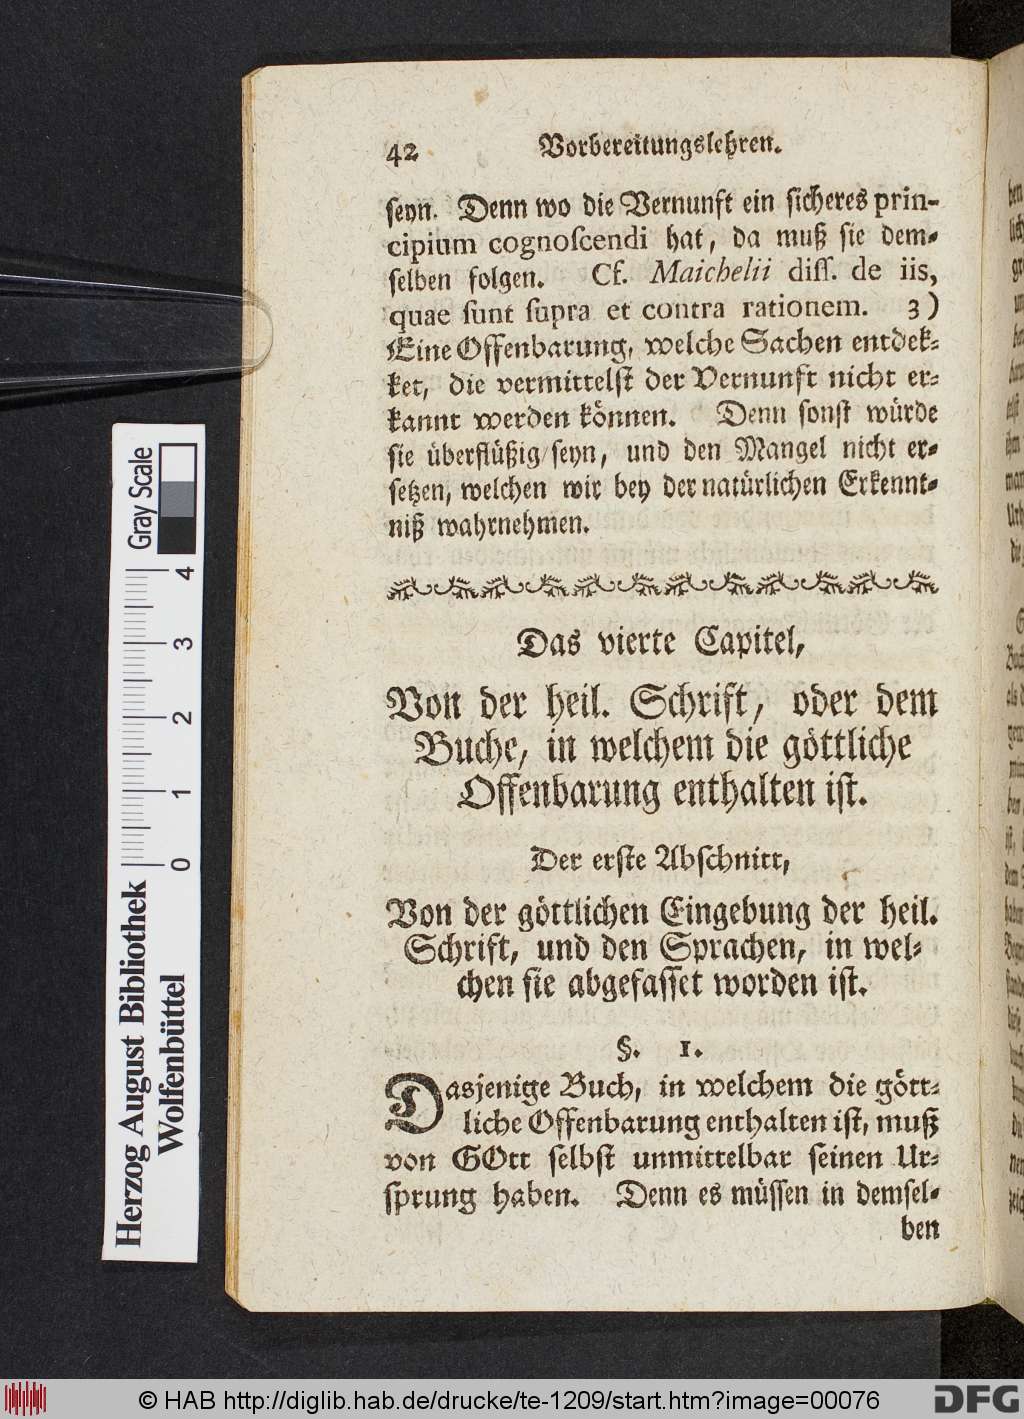 42 Vorbereitungslehren.
ſeyn. Denn wo die Vernunft ein ſicheres prin-
cipium cognoſcendi hat, da muß ſie dem-
ſelben folgen. Cf. Maichelii diſſ. de iis,
quae ſunt ſupra et contra rationem. 3)
Eine Offenbarung, welche Sachen entdek-
ket, die vermittelſt der Vernunft nicht er-
kannt werden können. Denn ſonſt würde
ſie überflüßig ſeyn, und den Mangel nicht er-
ſetzen, welchen wir bey der natürlichen Erkennt-
niß wahrnehmen.
Das vierte Capitel,
Von der heil. Schrift, oder dem
Buche, in welchem die göttliche
Offenbarung enthalten iſt.
Der erſte Abſchnitt,
Von der göttlichen Eingebung der heil.
Schrift, und den Sprachen, in wel-
chen ſie abgefaſſet worden iſt.
§. 1.
Dasjenige Buch, in welchem die gött-
liche Offenbarung enthalten iſt, muß
von GOtt ſelbſt unmittelbar ſeinen Ur-
ſprung haben. Denn es müſſen in demſel-
ben
Herzog August Bibliothek
Wolfenbüttel
0 1 2 3 4
Gray Scale
© HAB http://diglib.hab.de/drucke/te-1209/start.htm?image=00076
DFG